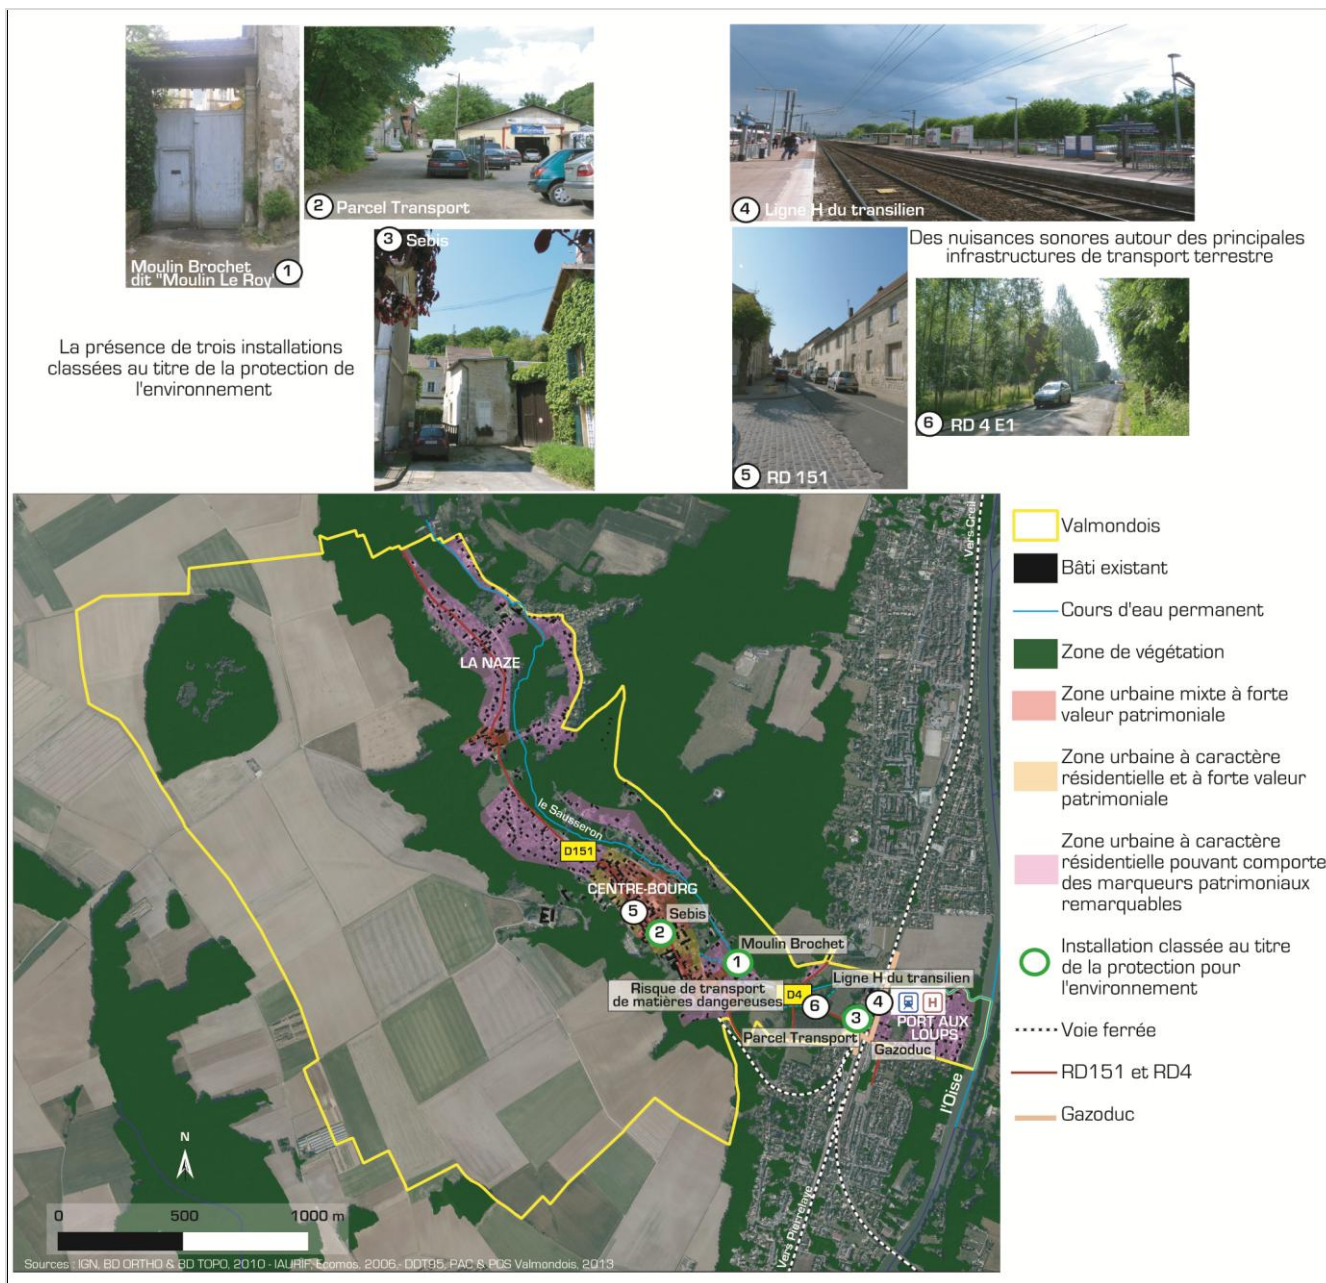 Moulin Brochet
dit "Moulin Le Roy"
1
2 Parcel Transport
3 Sebis
La présence de trois installations
classées au titre de la protection de
l'environnement
4 Ligne H du transilien
Des nuisances sonores autour des principales
infrastructures de transport terrestre
5 RD 151
6 RD 4 E1
Vers Creil
LA NAZE
le Sausseron
D151
CENTRE-BOURG
5
Sebis
2
Moulin Brochet
1
Risque de transport
de matières dangereuses
D4
6
Ligne H du transilien
4
H
3
PORT AUX
LOUPS
Parcel Transport
Gazoduc
l'Oise
Vers Pierrelaye
N
0 500 1000 m
Sources : IGN, BD ORTHO & BD TOPO, 2010 - IAURIF, Ecomos, 2006,- DDT95, PAC & PDS Valmondois, 2013
Valmondois
Bâti existant
Cours d'eau permanent
Zone de végétation
Zone urbaine mixte à forte
valeur patrimoniale
Zone urbaine à caractère
résidentielle et à forte valeur
patrimoniale
Zone urbaine à caractère
résidentielle pouvant comporte
des marqueurs patrimoniaux
remarquables
Installation classée au titre
de la protection pour
l'environnement
Voie ferrée
RD151 et RD4
Gazoduc